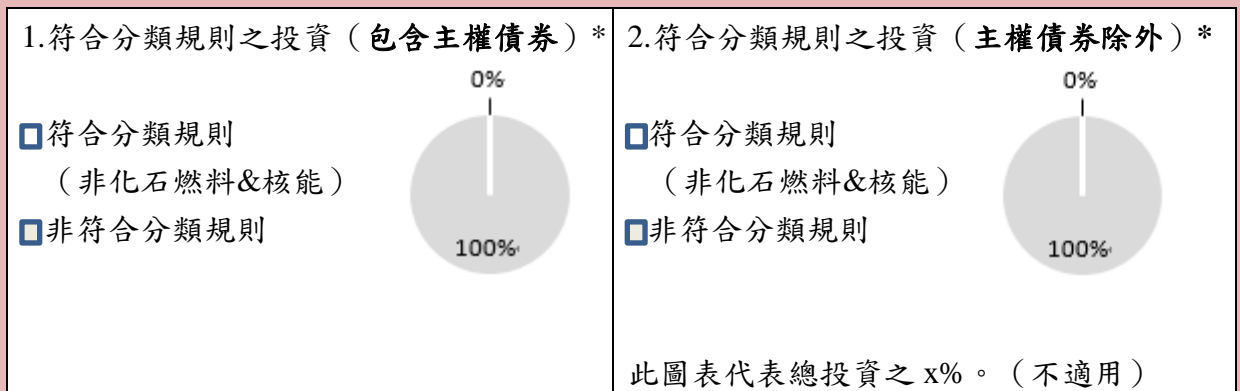 1.符合分類規則之投資（包含主權債券）*
0%
符合分類規則
（非化石燃料&核能）
非符合分類規則
100%
2.符合分類規則之投資（主權債券除外）*
0%
符合分類規則
（非化石燃料&核能）
非符合分類規則
100%
此圖表代表總投資之 x%。（不適用）